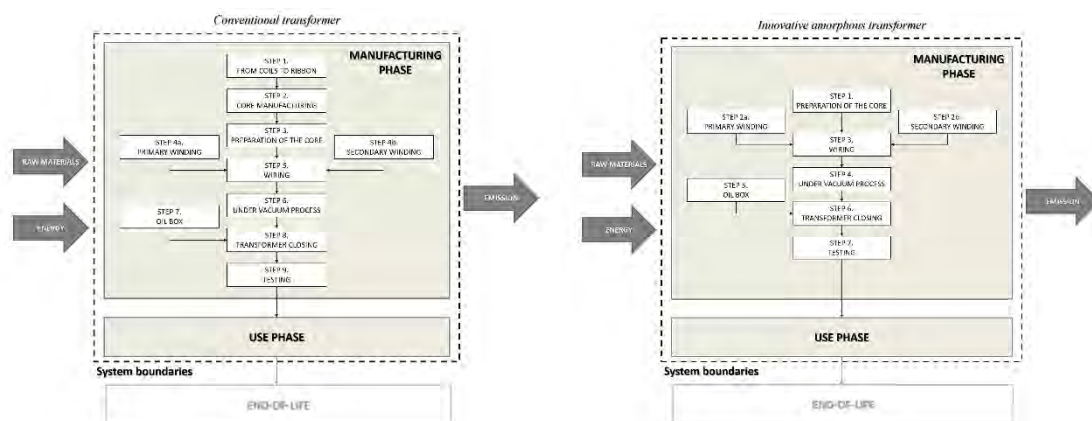 Conventional transformer
MANUFACTURING
PHASE
STEP 1.
FROM COILS TO RIBBON
STEP 2.
CORE MANUFACTURING
STEP 3.
PREPARATION OF THE CORE
STEP 4a.
PRIMARY WINDING
STEP 4b.
SECONDARY WINDING
STEP 5.
WIRING
STEP 6.
UNDER VACUUM PROCESS
STEP 7.
OIL BOX
STEP 8.
TRANSFORMER CLOSING
STEP 9.
TESTING
RAW MATERIALS
ENERGY
EMISSION
USE PHASE
System boundaries
END-OF-LIFE
Innovative amorphous transformer
MANUFACTURING
PHASE
STEP 1.
PREPARATION OF THE CORE
STEP 2a.
PRIMARY WINDING
STEP 2b.
SECONDARY WINDING
STEP 3.
WIRING
STEP 4.
UNDER VACUUM PROCESS
STEP 5.
OIL BOX
STEP 6.
TRANSFORMER CLOSING
STEP 7.
TESTING
RAW MATERIALS
ENERGY
EMISSION
USE PHASE
System boundaries
END-OF-LIFE